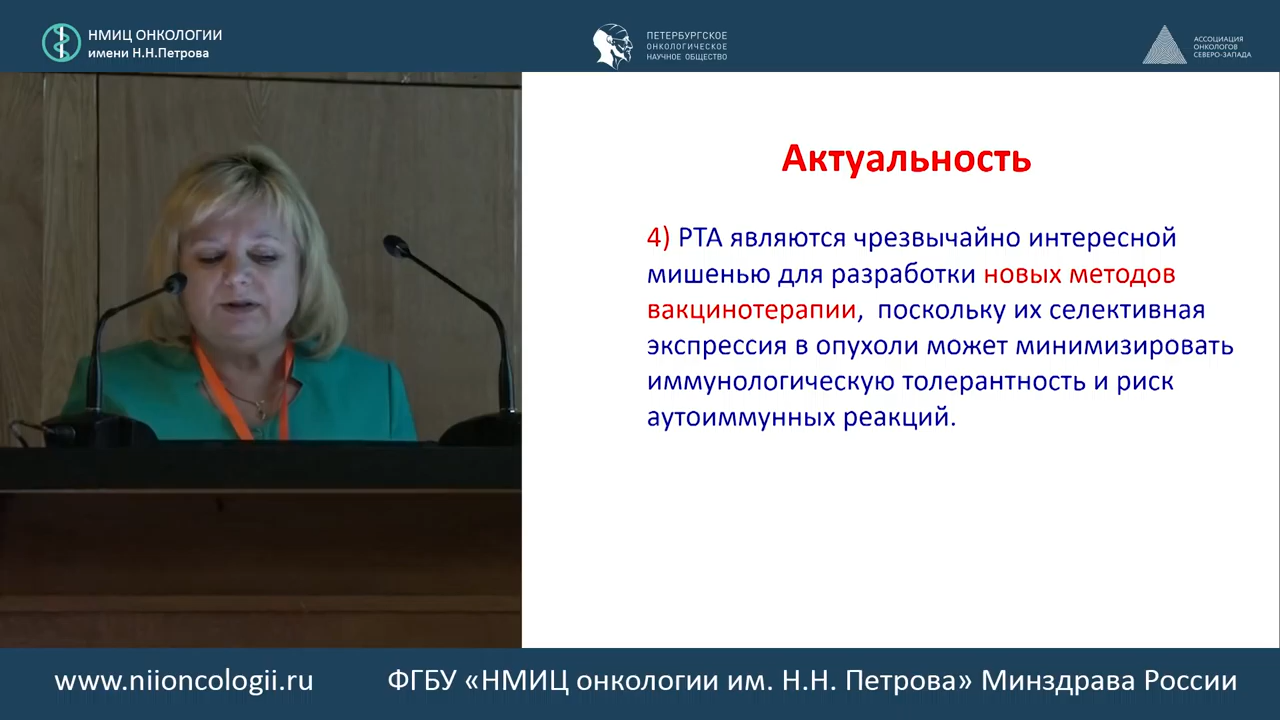 НМИЦ ОНКОЛОГИИ
имени Н.Н.Петрова
ПЕТЕРБУРГСКОЕ
ОНКОЛОГИЧЕСКОЕ
НАУЧНОЕ ОБЩЕСТВО
АССОЦИАЦИЯ
ОНКОЛОГОВ
СЕВЕРО-ЗАПАДА
Актуальность
4) РТА являются чрезвычайно интересной
мишенью для разработки новых методов
вакцинотерапии, поскольку их селективная
экспрессия в опухоли может минимизировать
иммунологическую толерантность и риск
аутоиммунных реакций.
www.niioncologii.ru
ФГБУ «НМИЦ онкологии им. Н.Н. Петрова» Минздрава России